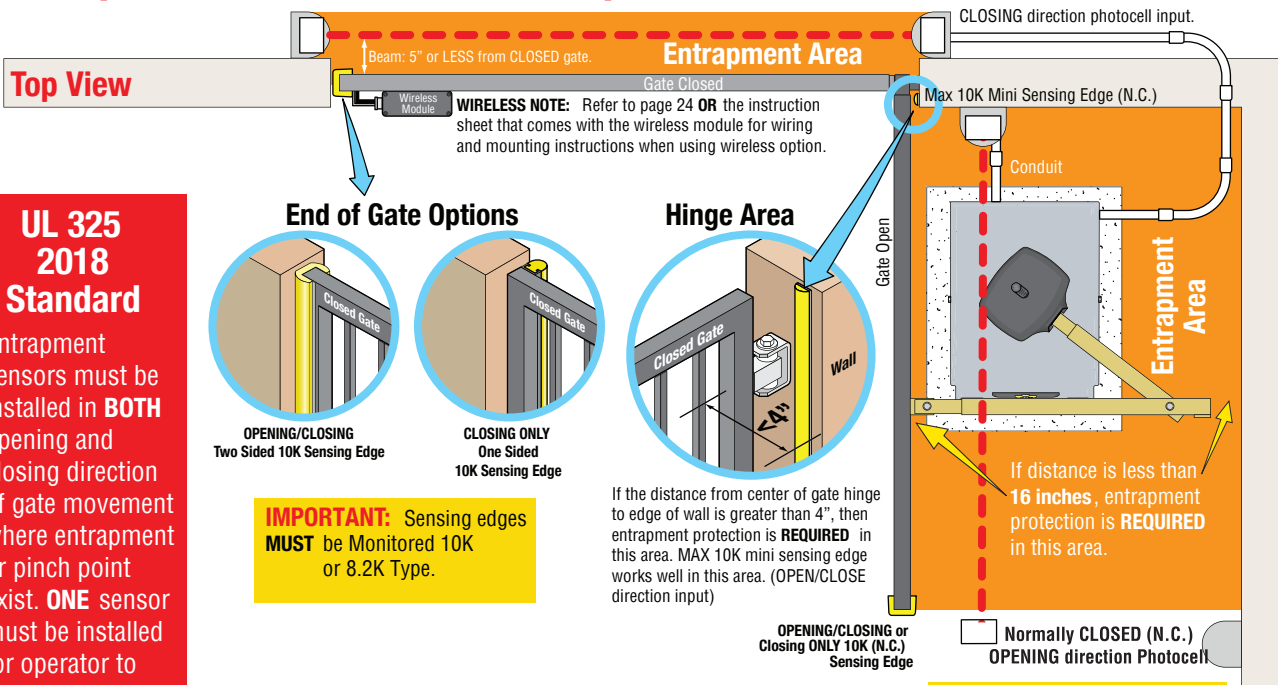 CLOSING direction photocell input.
Beam: 5” or LESS from CLOSED gate.
Entrapment Area
Top View
Gate Closed
Wireless
Module
WIRELESS NOTE: Refer to page 24 OR the instruction
sheet that comes with the wireless module for wiring
and mounting instructions when using wireless option.
Max 10K Mini Sensing Edge (N.C.)
Conduit
UL 325
2018
Standard
ntrapment
ensors must be
nstalled in BOTH
pening and
losing direction
f gate movement
here entrapment
r pinch point
xist. ONE sensor
ust be installed
or operator to
End of Gate Options
Closed Gate
Closed Gate
OPENING/CLOSING
Two Sided 10K Sensing Edge
CLOSING ONLY
One Sided
10K Sensing Edge
IMPORTANT: Sensing edges
MUST be Monitored 10K
or 8.2K Type.
Hinge Area
Closed Gate
Wall
<4”
If the distance from center of gate hinge
to edge of wall is greater than 4”, then
entrapment protection is REQUIRED in
this area. MAX 10K mini sensing edge
works well in this area. (OPEN/CLOSE
direction input)
Gate Open
Entrapment
Area
If distance is less than
16 inches, entrapment
protection is REQUIRED
in this area.
OPENING/CLOSING or
Closing ONLY 10K (N.C.)
Sensing Edge
Normally CLOSED (N.C.)
OPENING direction Photocell